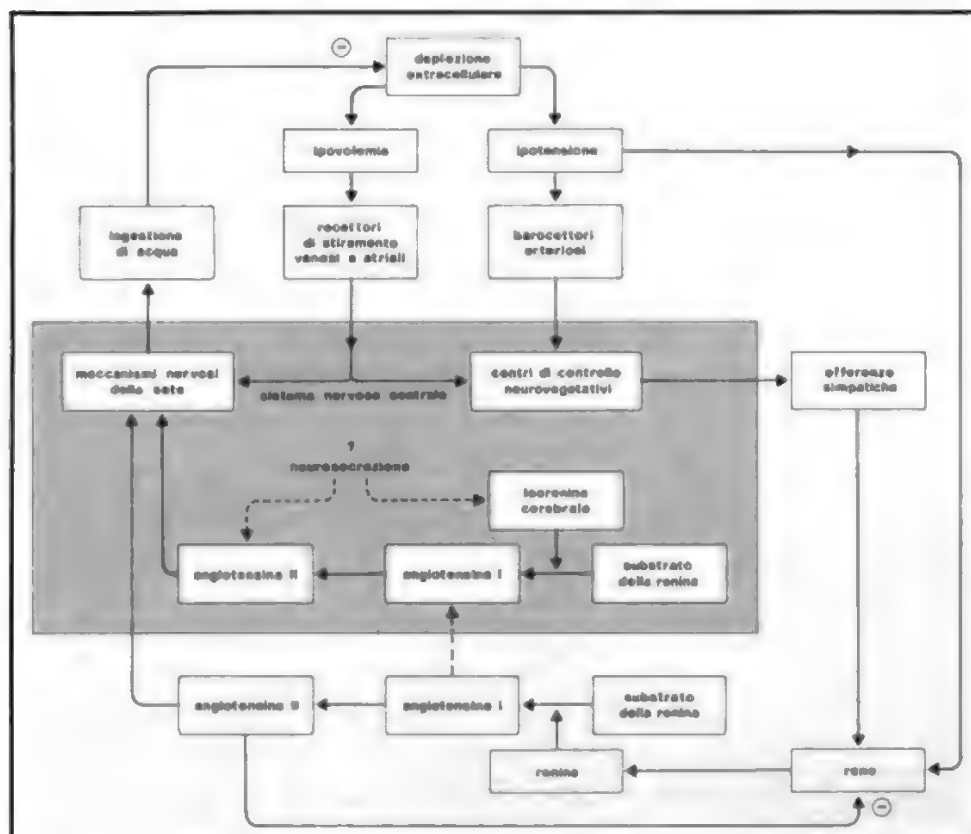 deplezione
extracellulare
ipovolemia
ipotensione
ingestione
di acqua
recettori
di stiramento
venosi e atriali
barocettori
arteriosi
meccanismi nervosi
della sete
sistema nervoso centrale
centri di controllo
neurovegetativi
efferenze
simpatiche
?
neurosecrezione
isorenina
cerebrale
angiotensina II
angiotensina I
substrato
della renina
angiotensina II
angiotensina I
substrato
della renina
renina
rene